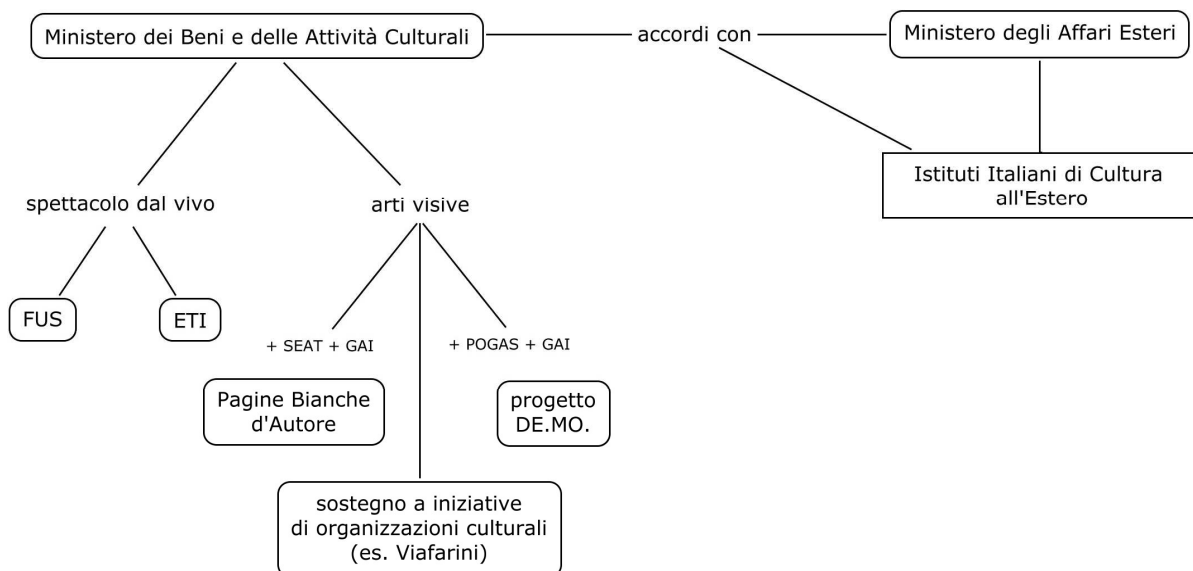 Ministero dei Beni e delle Attività Culturali
accordi con
Ministero degli Affari Esteri
Istituti Italiani di Cultura
all'Estero
spettacolo dal vivo
arti visive
FUS
ETI
+ SEAT + GAI
+ POGAS + GAI
Pagine Bianche
d'Autore
progetto
DE.MO.
sostegno a iniziative
di organizzazioni culturali
(es. Viafarini)